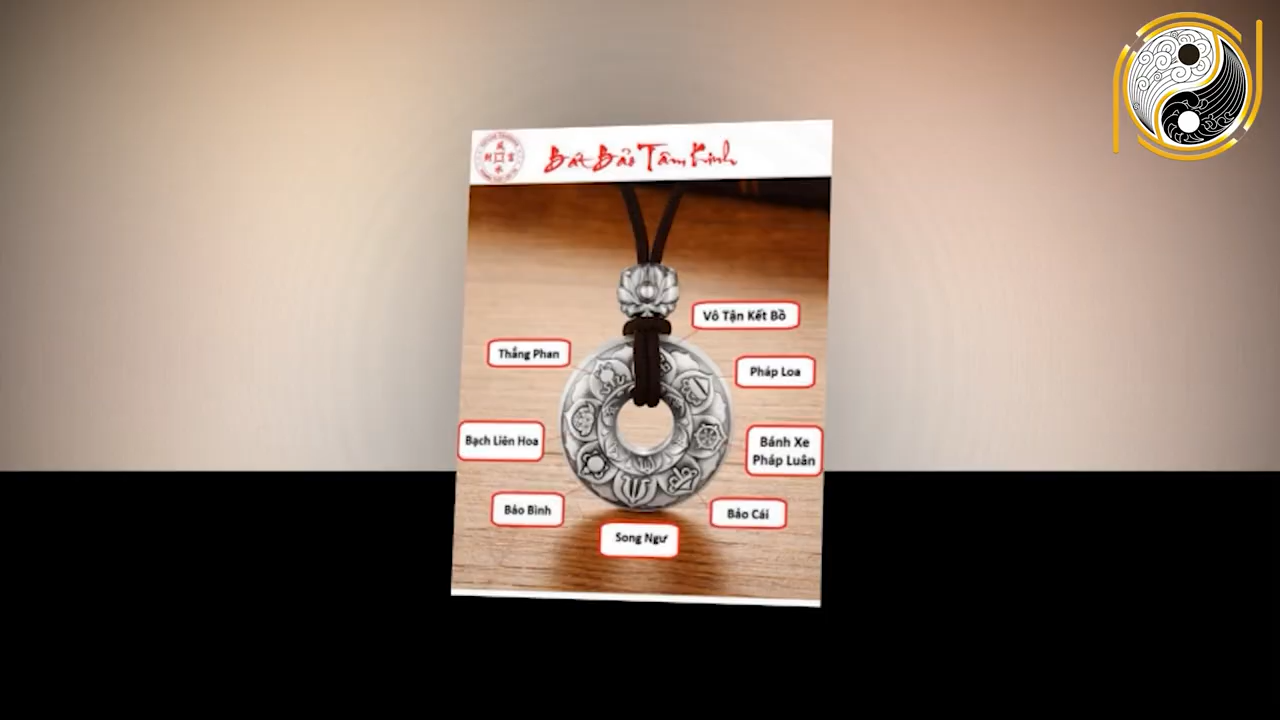 Bát Bảo Tâm Kinh
Vô Tận Kết Bồ
Thắng Phan
Pháp Loa
Bạch Liên Hoa
Bánh Xe
Pháp Luân
Bảo Bình
Bảo Cái
Song Ngư